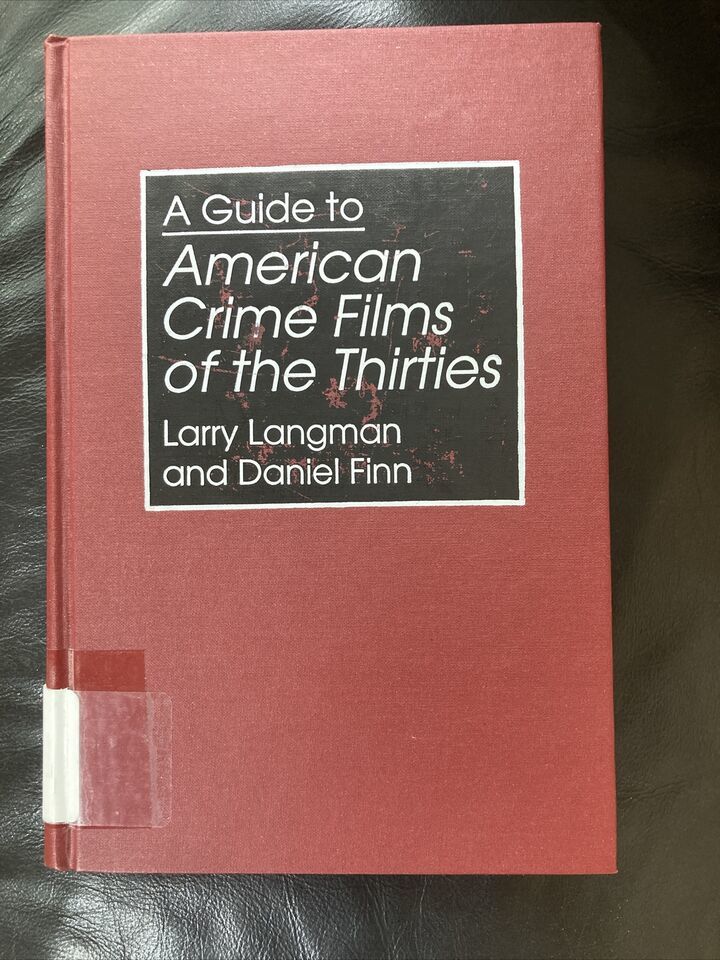 A Guide to
American
Crime Films
of the Thirties
Larry Langman
and Daniel Finn